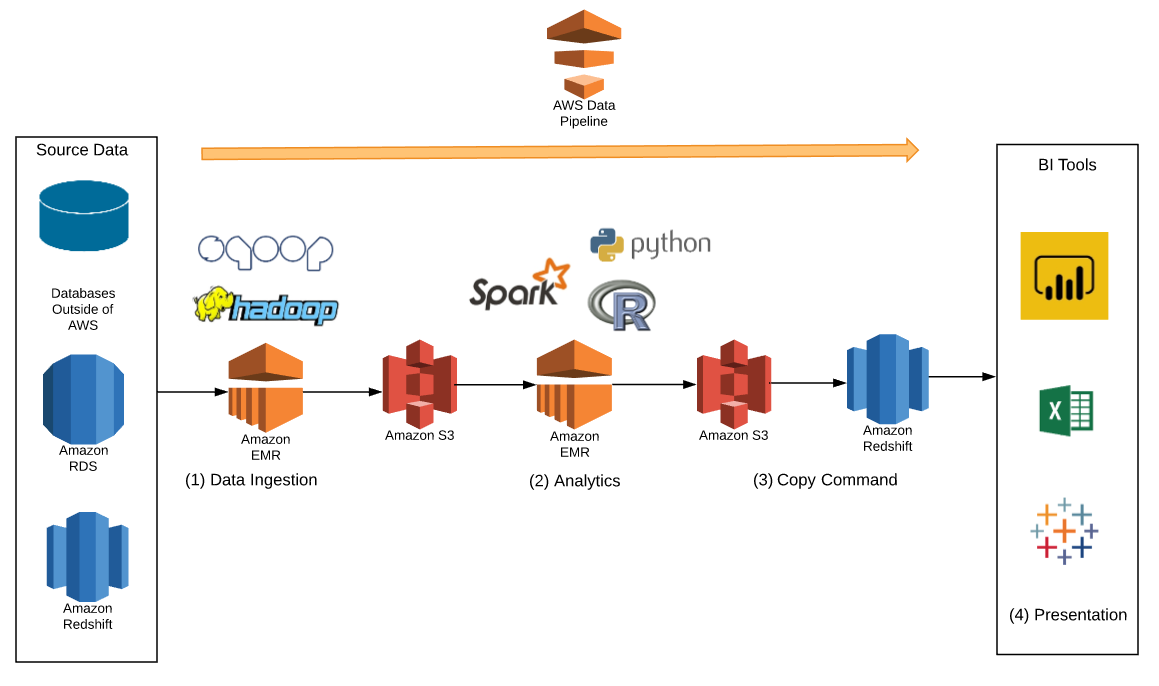 AWS Data
Pipeline
Source Data
Databases
Outside of
AWS
Amazon
RDS
Amazon
Redshift
sqoop
hadoop
Amazon
EMR
(1) Data Ingestion
Amazon S3
Spark
python
R
Amazon
EMR
(2) Analytics
Amazon S3
Amazon
Redshift
(3) Copy Command
BI Tools
X
(4) Presentation